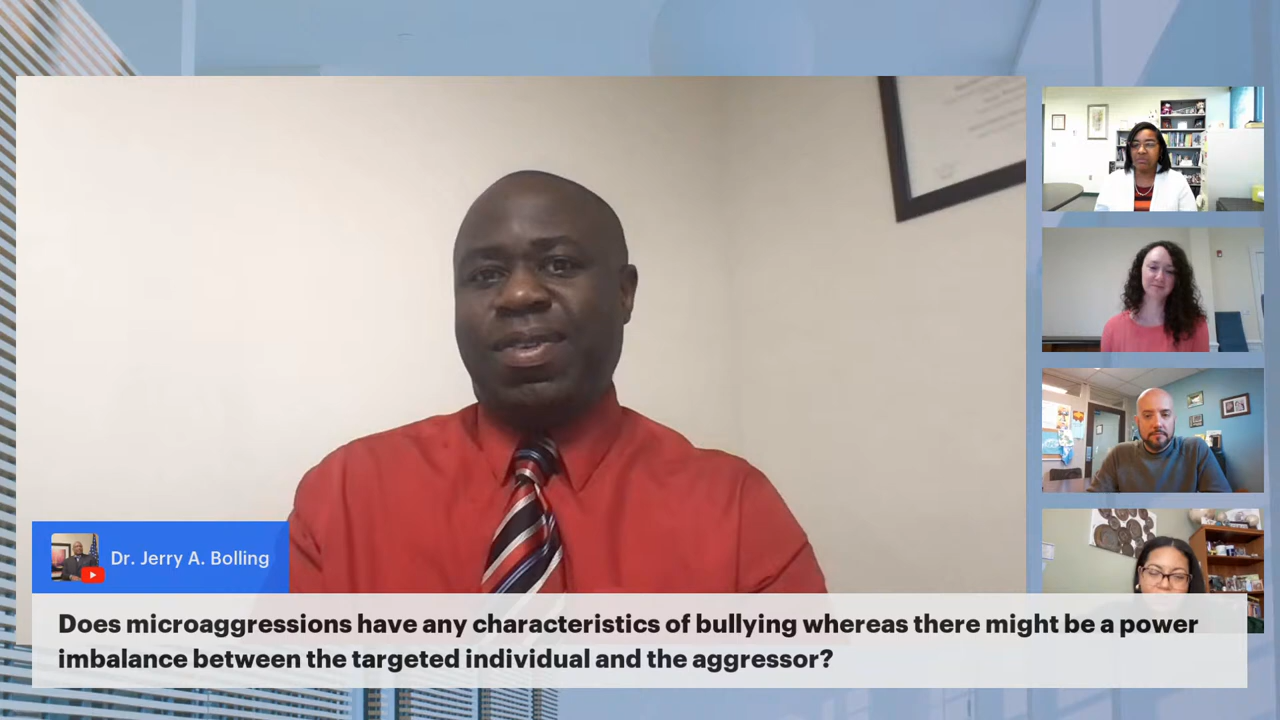 Dr. Jerry A. Bolling
Does microaggressions have any characteristics of bullying whereas there might be a power
imbalance between the targeted individual and the aggressor?